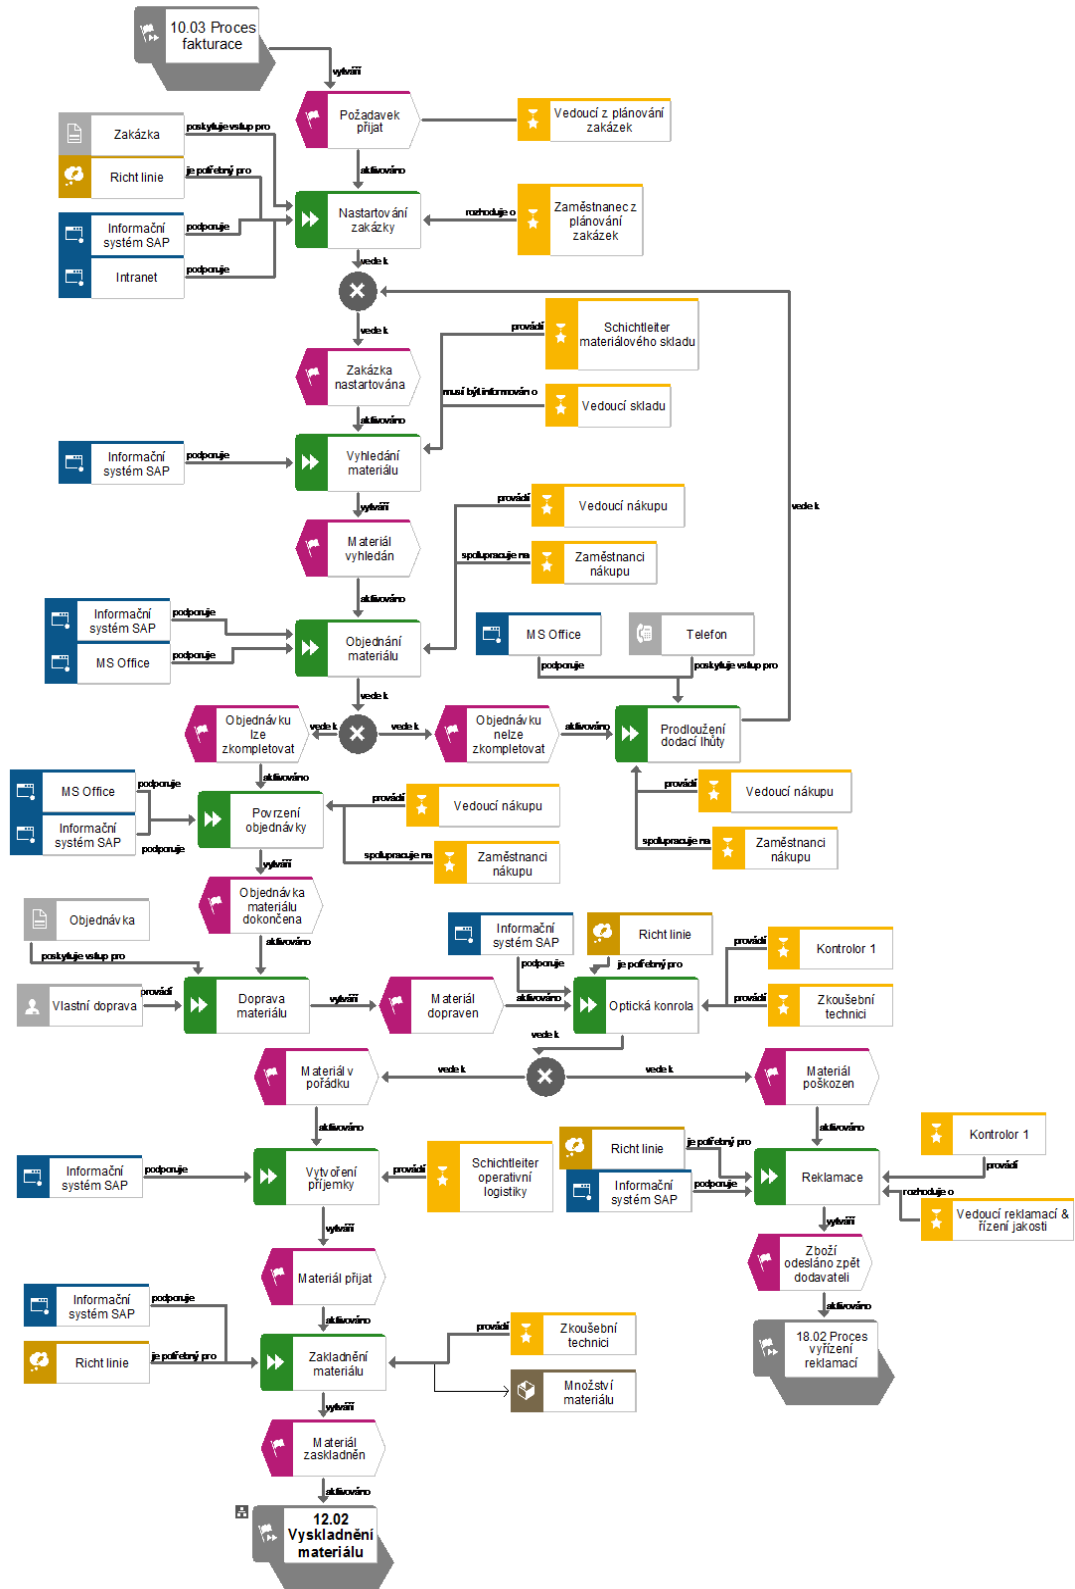 10.03 Proces
fakturace
vytváří
Požadavek
přijat
Vedoucí z plánování
zakázek
Zakázka
poskytuje vstup pro
aktivováno
Richt linie
je potřebný pro
Nastartování
zakázky
rozhoduje o
Zaměstnanec z
plánování
zakázek
Informační
systém SAP
podporuje
Intranet
podporuje
vede k
vede k
Zakázka
nastartována
provádí
Schichtleiter
materiálového skladu
musí být informován o
Vedoucí skladu
aktivováno
Informační
systém SAP
podporuje
Vyhledání
materiálu
vytváří
Materiál
vyhledán
provádí
Vedoucí nákupu
vede k
spolupracuje na
Zaměstnanci
nákupu
aktivováno
Informační
systém SAP
podporuje
MS Office
podporuje
Objednání
materiálu
MS Office
podporuje
Telefon
poskytuje vstup pro
vede k
Objednávku
lze
zkompletovat
vede k
vede k
Objednávku
nelze
zkompletovat
aktivováno
Prodloužení
dodací lhůty
aktivováno
MS Office
podporuje
Informační
systém SAP
podporuje
Povrzení
objednávky
provádí
Vedoucí nákupu
spolupracuje na
Zaměstnanci
nákupu
provádí
Vedoucí nákupu
spolupracuje na
Zaměstnanci
nákupu
vytváří
Objednávka
materiálu
dokončena
Objednávka
poskytuje vstup pro
aktivováno
Informační
systém SAP
podporuje
Richt linie
je potřebný pro
provádí
Kontrolor 1
Vlastní doprava
provádí
Doprava
materiálu
vytváří
Materiál
dopraven
aktivováno
Optická konrola
provádí
Zkoušební
technici
vede k
Materiál v
pořádku
vede k
vede k
Materiál
poškozen
aktivováno
aktivováno
Informační
systém SAP
podporuje
Vytvoření
příjemky
provádí
Schichtleiter
operativní
logistiky
Richt linie
je potřebný pro
Informační
systém SAP
podporuje
Reklamace
Kontrolor 1
provádí
rozhoduje o
Vedoucí reklamací &
řízení jakosti
vytváří
vytváří
Materiál přijat
Zboží
odesláno zpět
dodavateli
aktivováno
aktivováno
Informační
systém SAP
podporuje
Richt linie
je potřebný pro
Zakladnění
materiálu
provádí
Zkoušební
technici
Množství
materiálu
18.02 Proces
vyřízení
reklamací
vytváří
Materiál
zaskladněn
aktivováno
12.02
Vyskladnění
materiálu